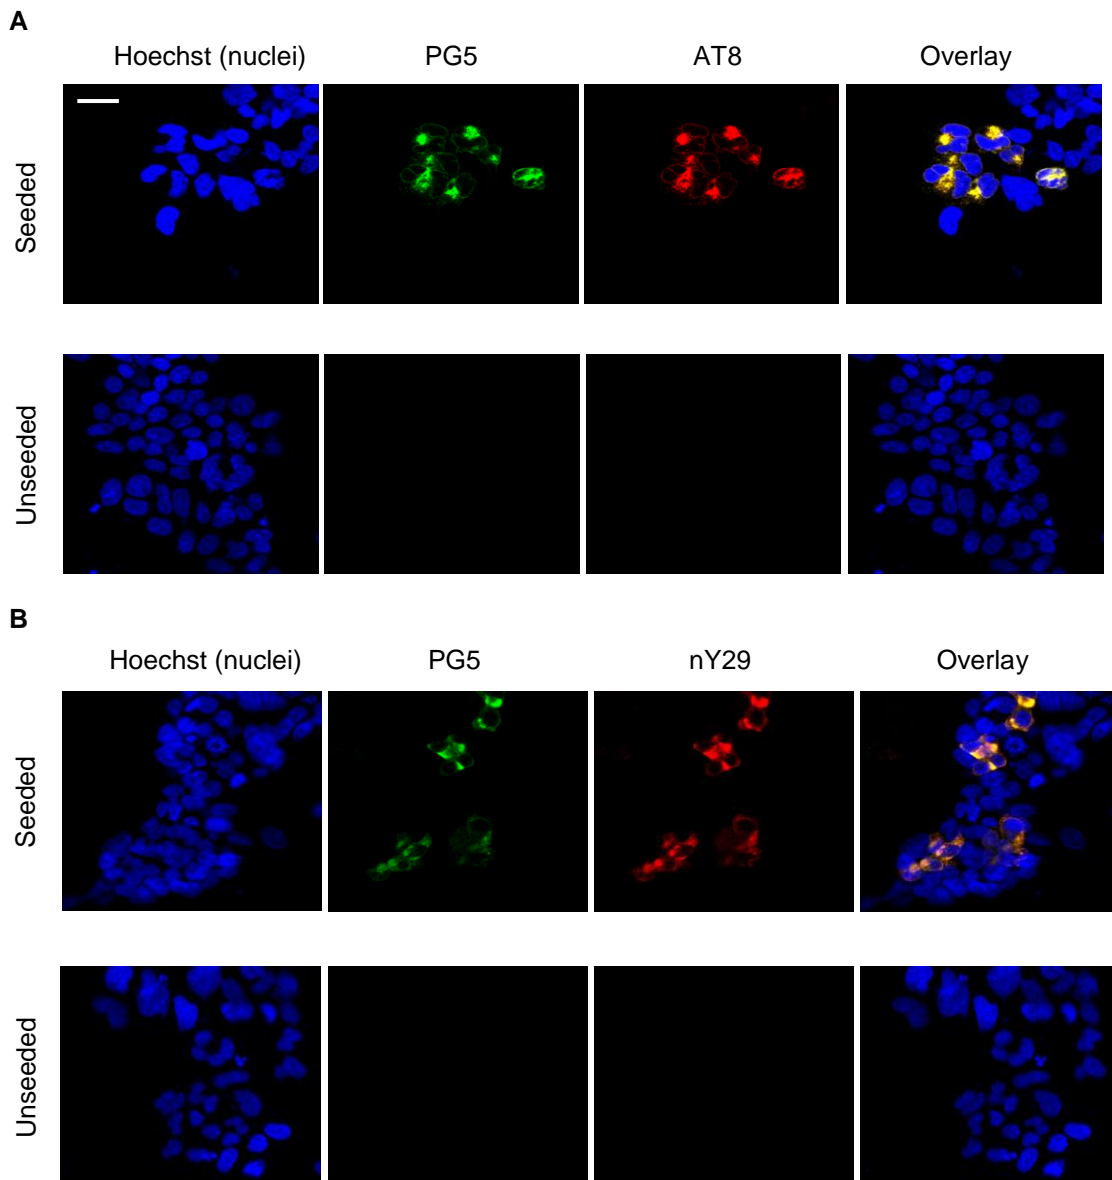 A
Hoechst (nuclei) PG5 AT8 Overlay
Seeded
Unseeded
B
Hoechst (nuclei) PG5 nY29 Overlay
Seeded
Unseeded